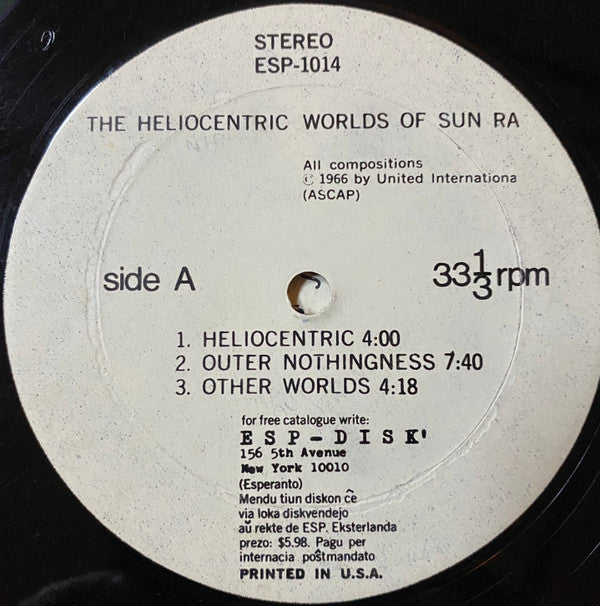 STEREO
ESP-1014
THE HELIOCENTRIC WORLDS OF SUN RA
All compositions
© 1966 by United Internationa
(ASCAP)
side A
33 1/3 rpm
1. HELIOCENTRIC 4:00
2. OUTER NOTHINGNESS 7:40
3. OTHER WORLDS 4:18
for free catalogue write:
ESP-DISK'
156 5th Avenue
New York 10010
(Esperanto)
Mendu tiun diskon ĉe
via loka diskvendejo
aŭ rekte de ESP. Eksterlanda
prezo: $5.98. Pagu per
internacia poŝtmandato
PRINTED IN U.S.A.